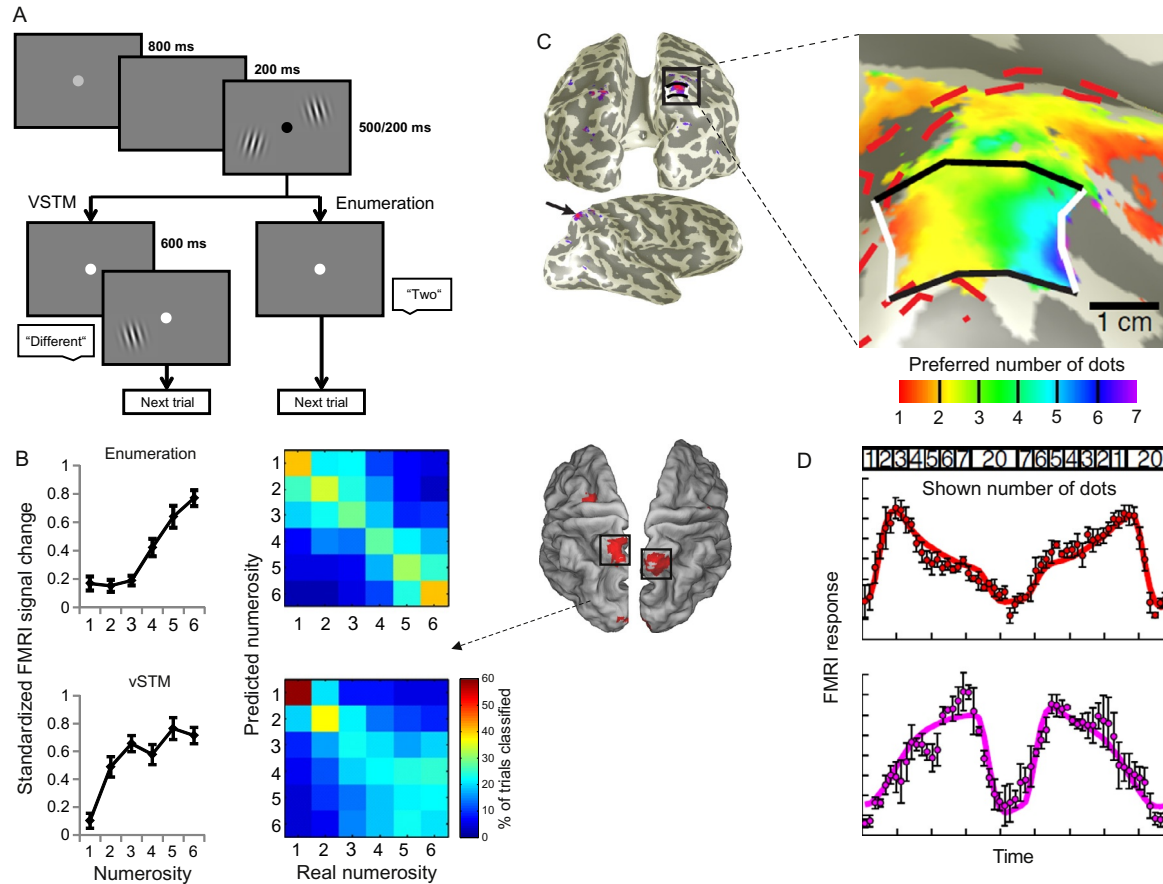 A
800 ms
200 ms
500/200 ms
VSTM
Enumeration
600 ms
"Two"
"Different"
Next trial
Next trial
B
Enumeration
Standardized FMRI signal change
1
0.8
0.6
0.4
0.2
0
1 2 3 4 5 6
vSTM
1
0.8
0.6
0.4
0.2
0
1 2 3 4 5 6
Numerosity
Predicted numerosity
1
2
3
4
5
6
1 2 3 4 5 6
1
2
3
4
5
6
1 2 3 4 5 6
Real numerosity
60
50
40
30
20
10
0
% of trials classified
C
1 cm
Preferred number of dots
1 2 3 4 5 6 7
D
1 2 3 4 5 6 7 20 7 6 5 4 3 2 1 20
Shown number of dots
FMRI response
Time